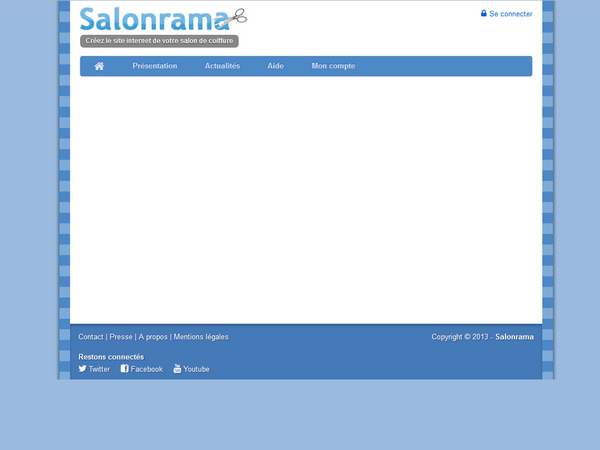 Salonrama
Se connecter
Créez le site internet de votre salon de coiffure
Présentation Actualités Aide Mon compte
Contact | Presse | A propos | Mentions légales Copyright © 2013 - Salonrama
Restons connectés
Twitter Facebook Youtube